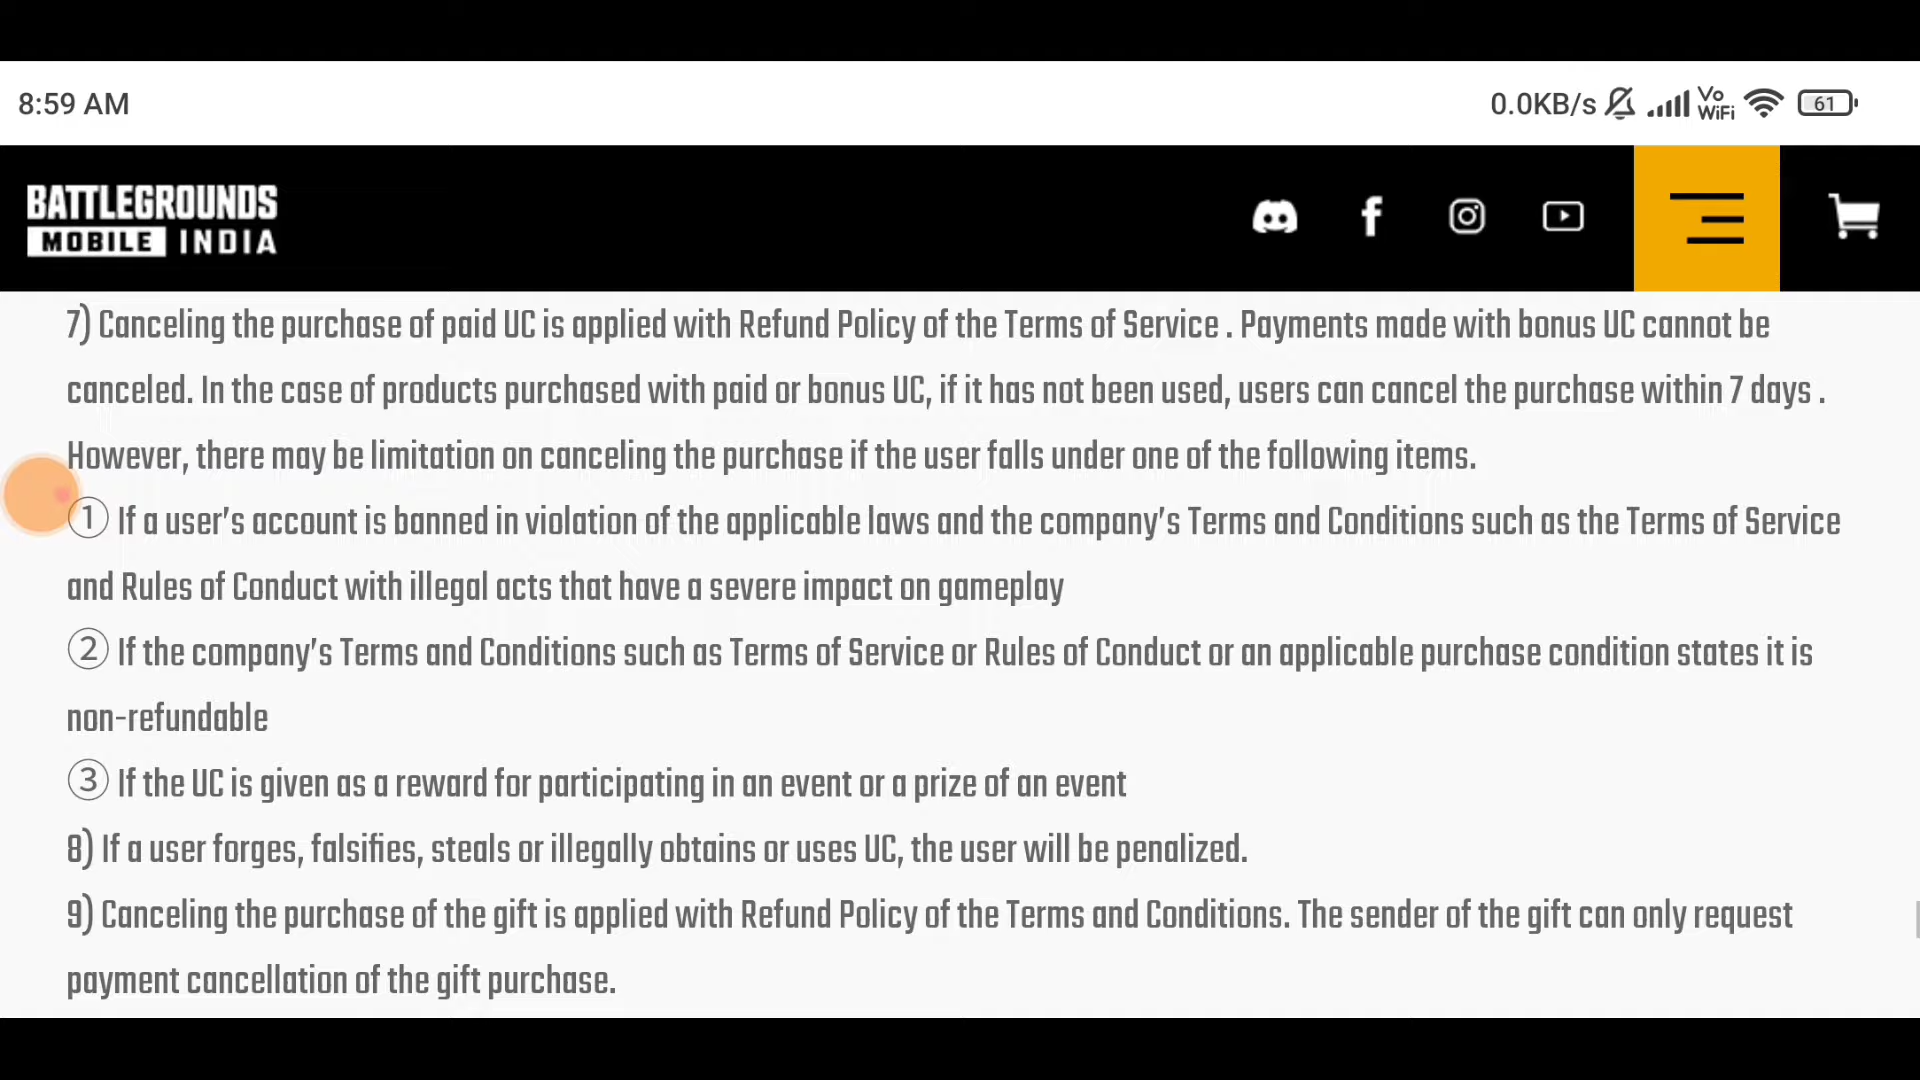 8:59 AM
0.0KB/s Vo WiFi 61
BATTLEGROUNDS
MOBILE INDIA
7) Canceling the purchase of paid UC is applied with Refund Policy of the Terms of Service . Payments made with bonus UC cannot be
canceled. In the case of products purchased with paid or bonus UC, if it has not been used, users can cancel the purchase within 7 days .
However, there may be limitation on canceling the purchase if the user falls under one of the following items.
① If a user's account is banned in violation of the applicable laws and the company's Terms and Conditions such as the Terms of Service
and Rules of Conduct with illegal acts that have a severe impact on gameplay
② If the company's Terms and Conditions such as Terms of Service or Rules of Conduct or an applicable purchase condition states it is
non-refundable
③ If the UC is given as a reward for participating in an event or a prize of an event
8) If a user forges, falsifies, steals or illegally obtains or uses UC, the user will be penalized.
9) Canceling the purchase of the gift is applied with Refund Policy of the Terms and Conditions. The sender of the gift can only request
payment cancellation of the gift purchase.